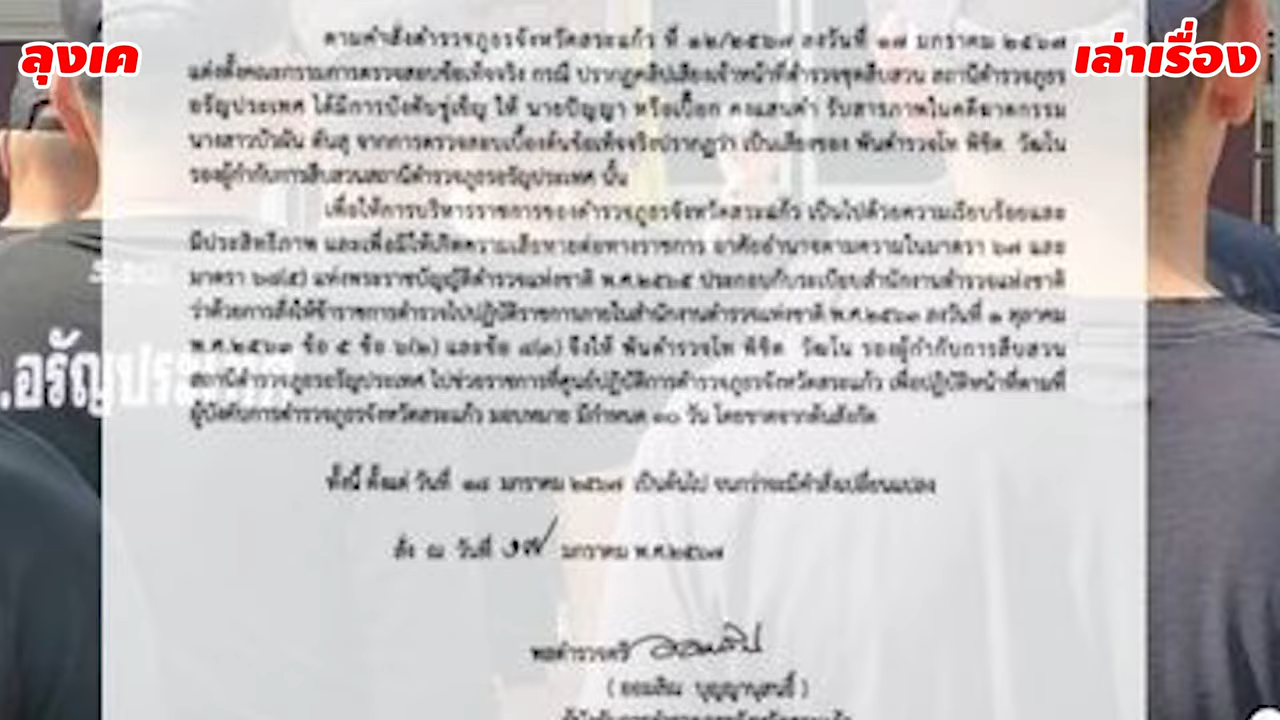 ลุงเค
เล่าเรื่อง
ตามคำสั่งตำรวจภูธรจังหวัดสระแก้ว ที่ ๑๒/๒๕๖๗ ลงวันที่ ๑๗ มกราคม ๒๕๖๗
แต่งตั้งคณะกรรมการตรวจสอบข้อเท็จจริง กรณี ปรากฏคลิปเสียงเจ้าหน้าที่ตำรวจชุดสืบสวน สถานีตำรวจภูธร
อรัญประเทศ ได้มีการบังคับขู่เข็ญ ให้ นายปัญญา หรือเปี๊ยก คงแสนคำ รับสารภาพในคดีฆาตกรรม
นางสาวบัวผัน ตันสุ จากการตรวจสอบเบื้องต้นข้อเท็จจริงปรากฏว่า เป็นเสียงของ พันตำรวจโท พิชิต วัฒโน
รองผู้กำกับการสืบสวนสถานีตำรวจภูธรอรัญประเทศ นั้น
เพื่อให้การบริหารราชการของตำรวจภูธรจังหวัดสระแก้ว เป็นไปด้วยความเรียบร้อยและ
มีประสิทธิภาพ และเพื่อมิให้เกิดความเสียหายต่อทางราชการ อาศัยอำนาจตามความในมาตรา ๖๗ และ
มาตรา ๖๘(๕) แห่งพระราชบัญญัติตำรวจแห่งชาติ พ.ศ.๒๕๖๕ ประกอบกับระเบียบสำนักงานตำรวจแห่งชาติ
ว่าด้วยการสั่งให้ข้าราชการตำรวจไปปฏิบัติราชการภายในสำนักงานตำรวจแห่งชาติ พ.ศ.๒๕๖๓ ลงวันที่ ๑ ตุลาคม
พ.ศ.๒๕๖๓ ข้อ ๕ ข้อ ๖(๒) และข้อ ๘(๓) จึงให้ พันตำรวจโท พิชิต วัฒโน รองผู้กำกับการสืบสวน
สถานีตำรวจภูธรอรัญประเทศ ไปช่วยราชการที่ศูนย์ปฏิบัติการตำรวจภูธรจังหวัดสระแก้ว เพื่อปฏิบัติหน้าที่ตามที่
ผู้บังคับการตำรวจภูธรจังหวัดสระแก้ว มอบหมาย มีกำหนด ๓๐ วัน โดยขาดจากต้นสังกัด
ทั้งนี้ ตั้งแต่ วันที่ ๑๘ มกราคม ๒๕๖๗ เป็นต้นไป จนกว่าจะมีคำสั่งเปลี่ยนแปลง
สั่ง ณ วันที่ ๑๗ มกราคม พ.ศ.๒๕๖๗
พลตำรวจตรี
.อรัญประเทศ